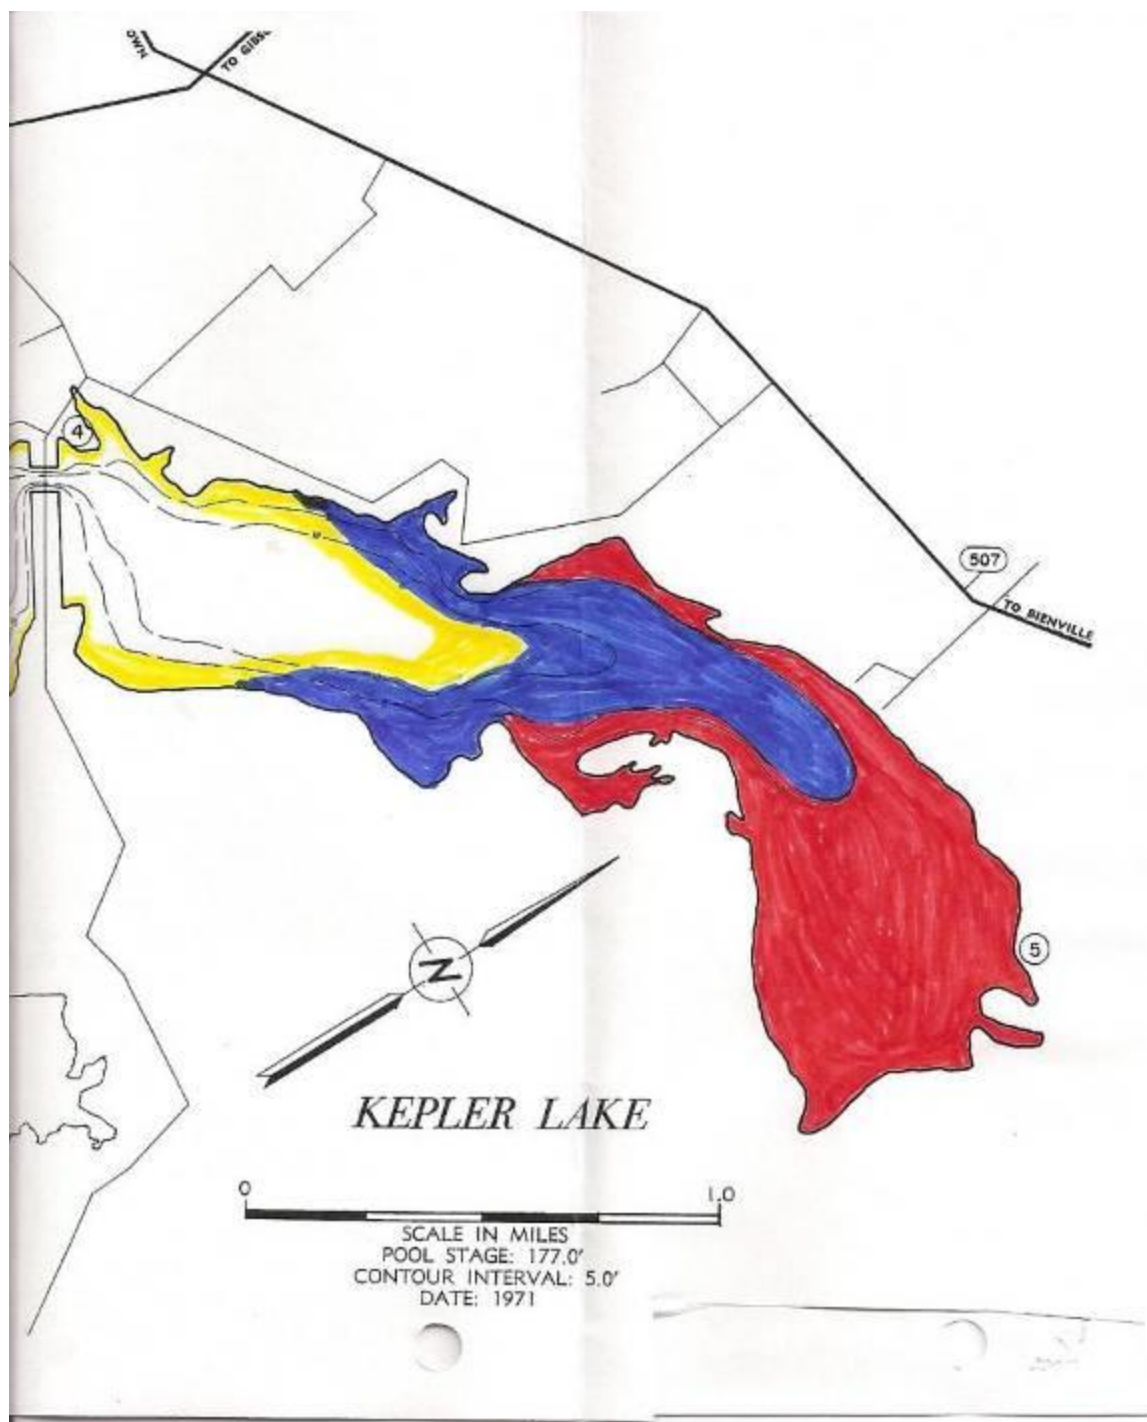 OWN
TO GIBS
4
507
TO BIENVILLE
5
N
KEPLER LAKE
0 1.0
SCALE IN MILES
POOL STAGE: 177.0'
CONTOUR INTERVAL: 5.0'
DATE: 1971